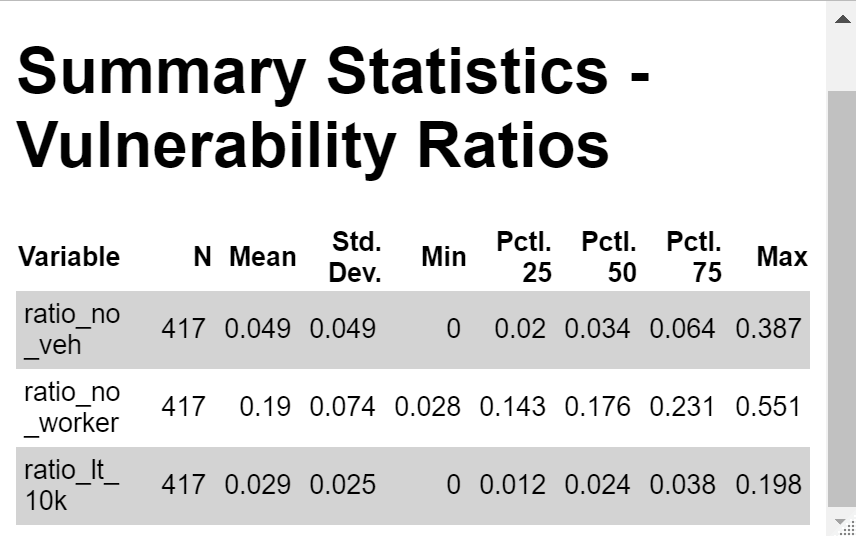 Summary Statistics -
Vulnerability Ratios
Variable N Mean Std. Dev. Min Pctl. 25 Pctl. 50 Pctl. 75 Max
ratio_no_veh 417 0.049 0.049 0 0.02 0.034 0.064 0.387
ratio_no_worker 417 0.19 0.074 0.028 0.143 0.176 0.231 0.551
ratio_lt_10k 417 0.029 0.025 0 0.012 0.024 0.038 0.198